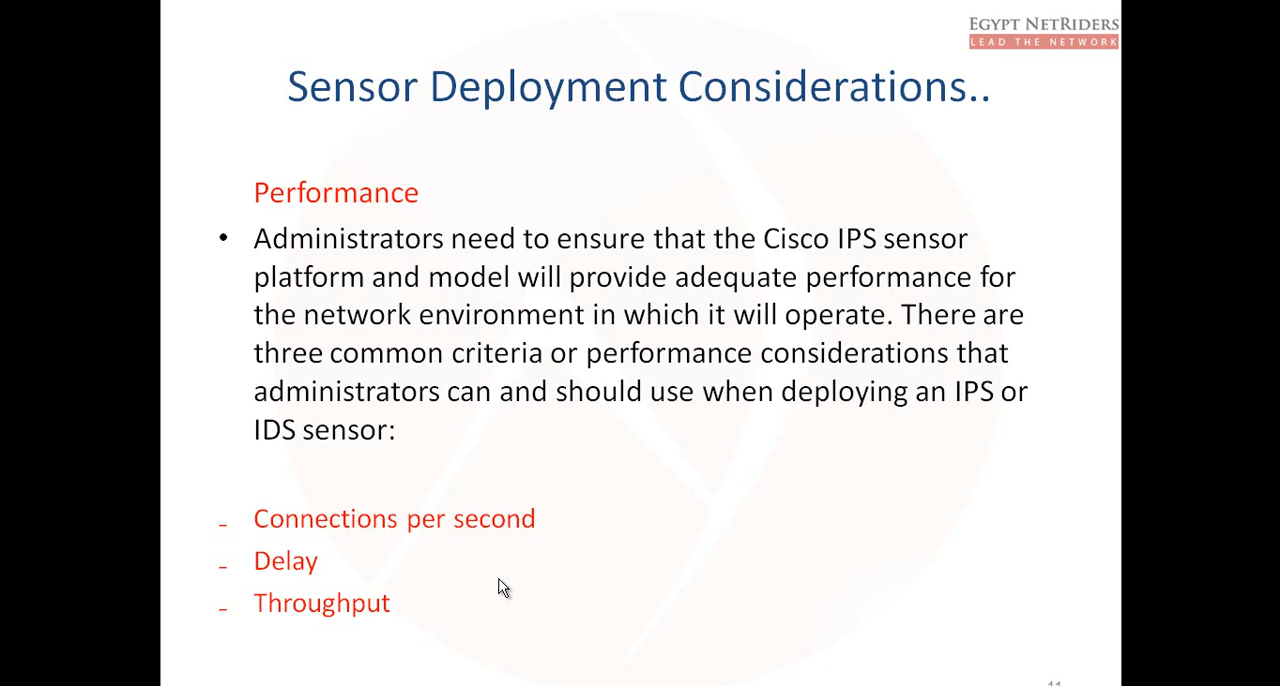 EGYPT NETRIDERS
LEAD THE NETWORK
Sensor Deployment Considerations..
Performance
• Administrators need to ensure that the Cisco IPS sensor
platform and model will provide adequate performance for
the network environment in which it will operate. There are
three common criteria or performance considerations that
administrators can and should use when deploying an IPS or
IDS sensor:
– Connections per second
– Delay
– Throughput